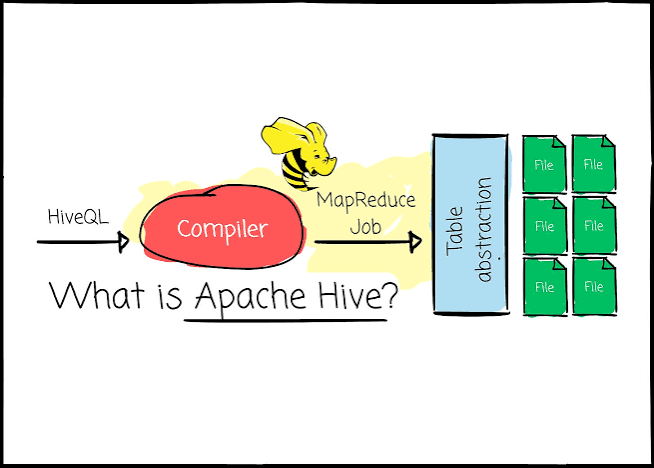 HiveQL
Compiler
MapReduce
Job
Table
abstraction
File
File
File
File
File
File
What is Apache Hive?